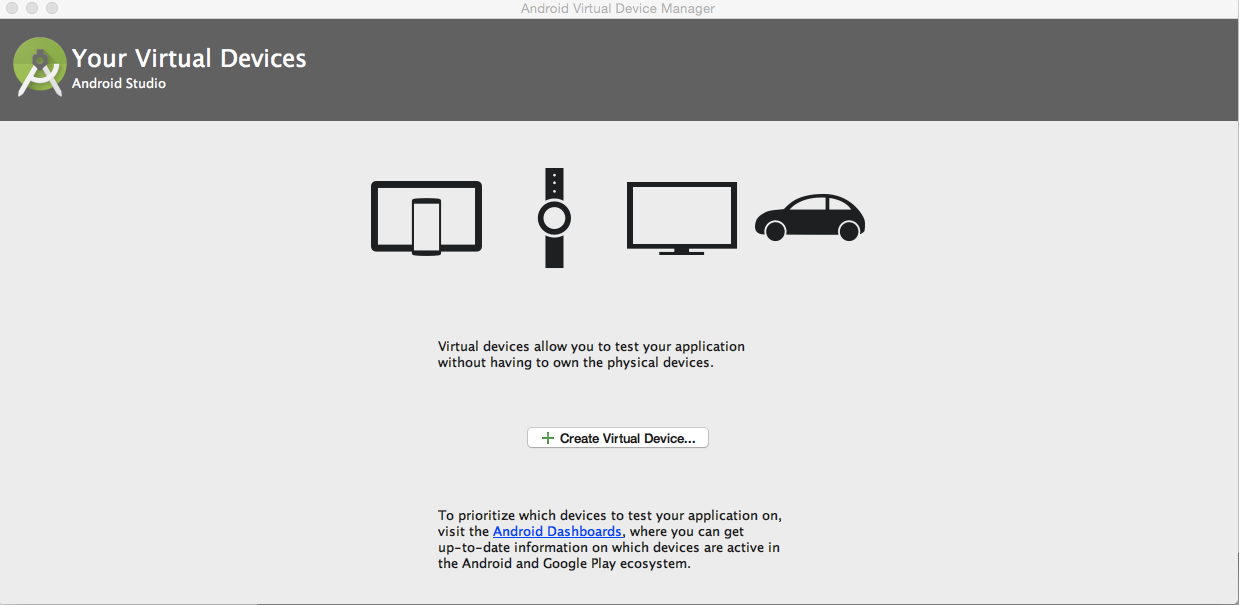 Android Virtual Device Manager
Your Virtual Devices
Android Studio
Virtual devices allow you to test your application
without having to own the physical devices.
Create Virtual Device...
To prioritize which devices to test your application on,
visit the Android Dashboards, where you can get
up-to-date information on which devices are active in
the Android and Google Play ecosystem.